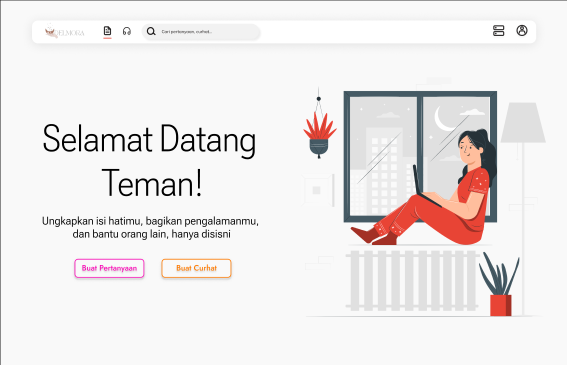 Cari pertanyaan, curhat...
Selamat Datang
Teman!
Ungkapkan isi hatimu, bagikan pengalamanmu,
dan bantu orang lain, hanya disisni
Buat Pertanyaan
Buat Curhat